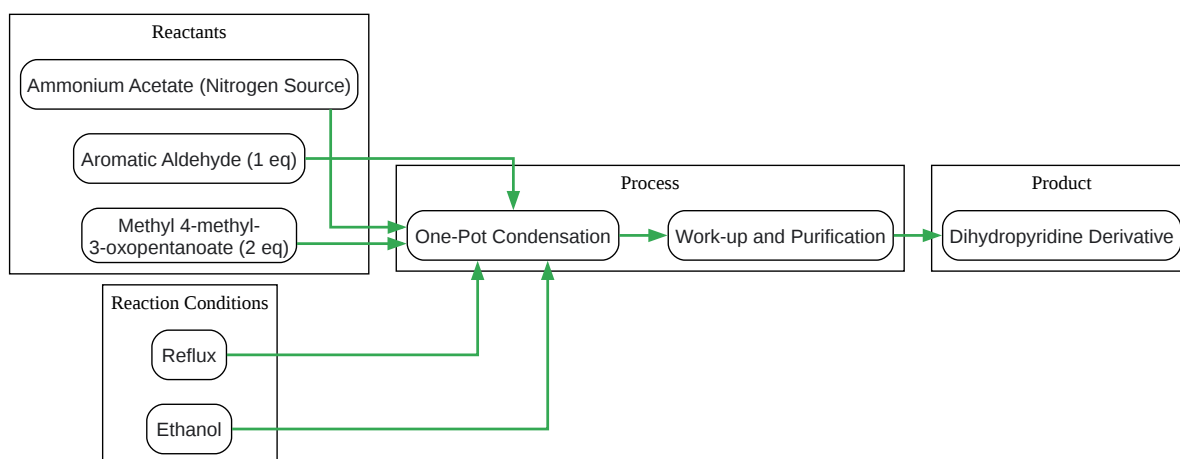 Reactants
Ammonium Acetate (Nitrogen Source)
Aromatic Aldehyde (1 eq)
Methyl 4-methyl-
3-oxopentanoate (2 eq)
Reaction Conditions
Reflux
Ethanol
Process
One-Pot Condensation
Work-up and Purification
Product
Dihydropyridine Derivative